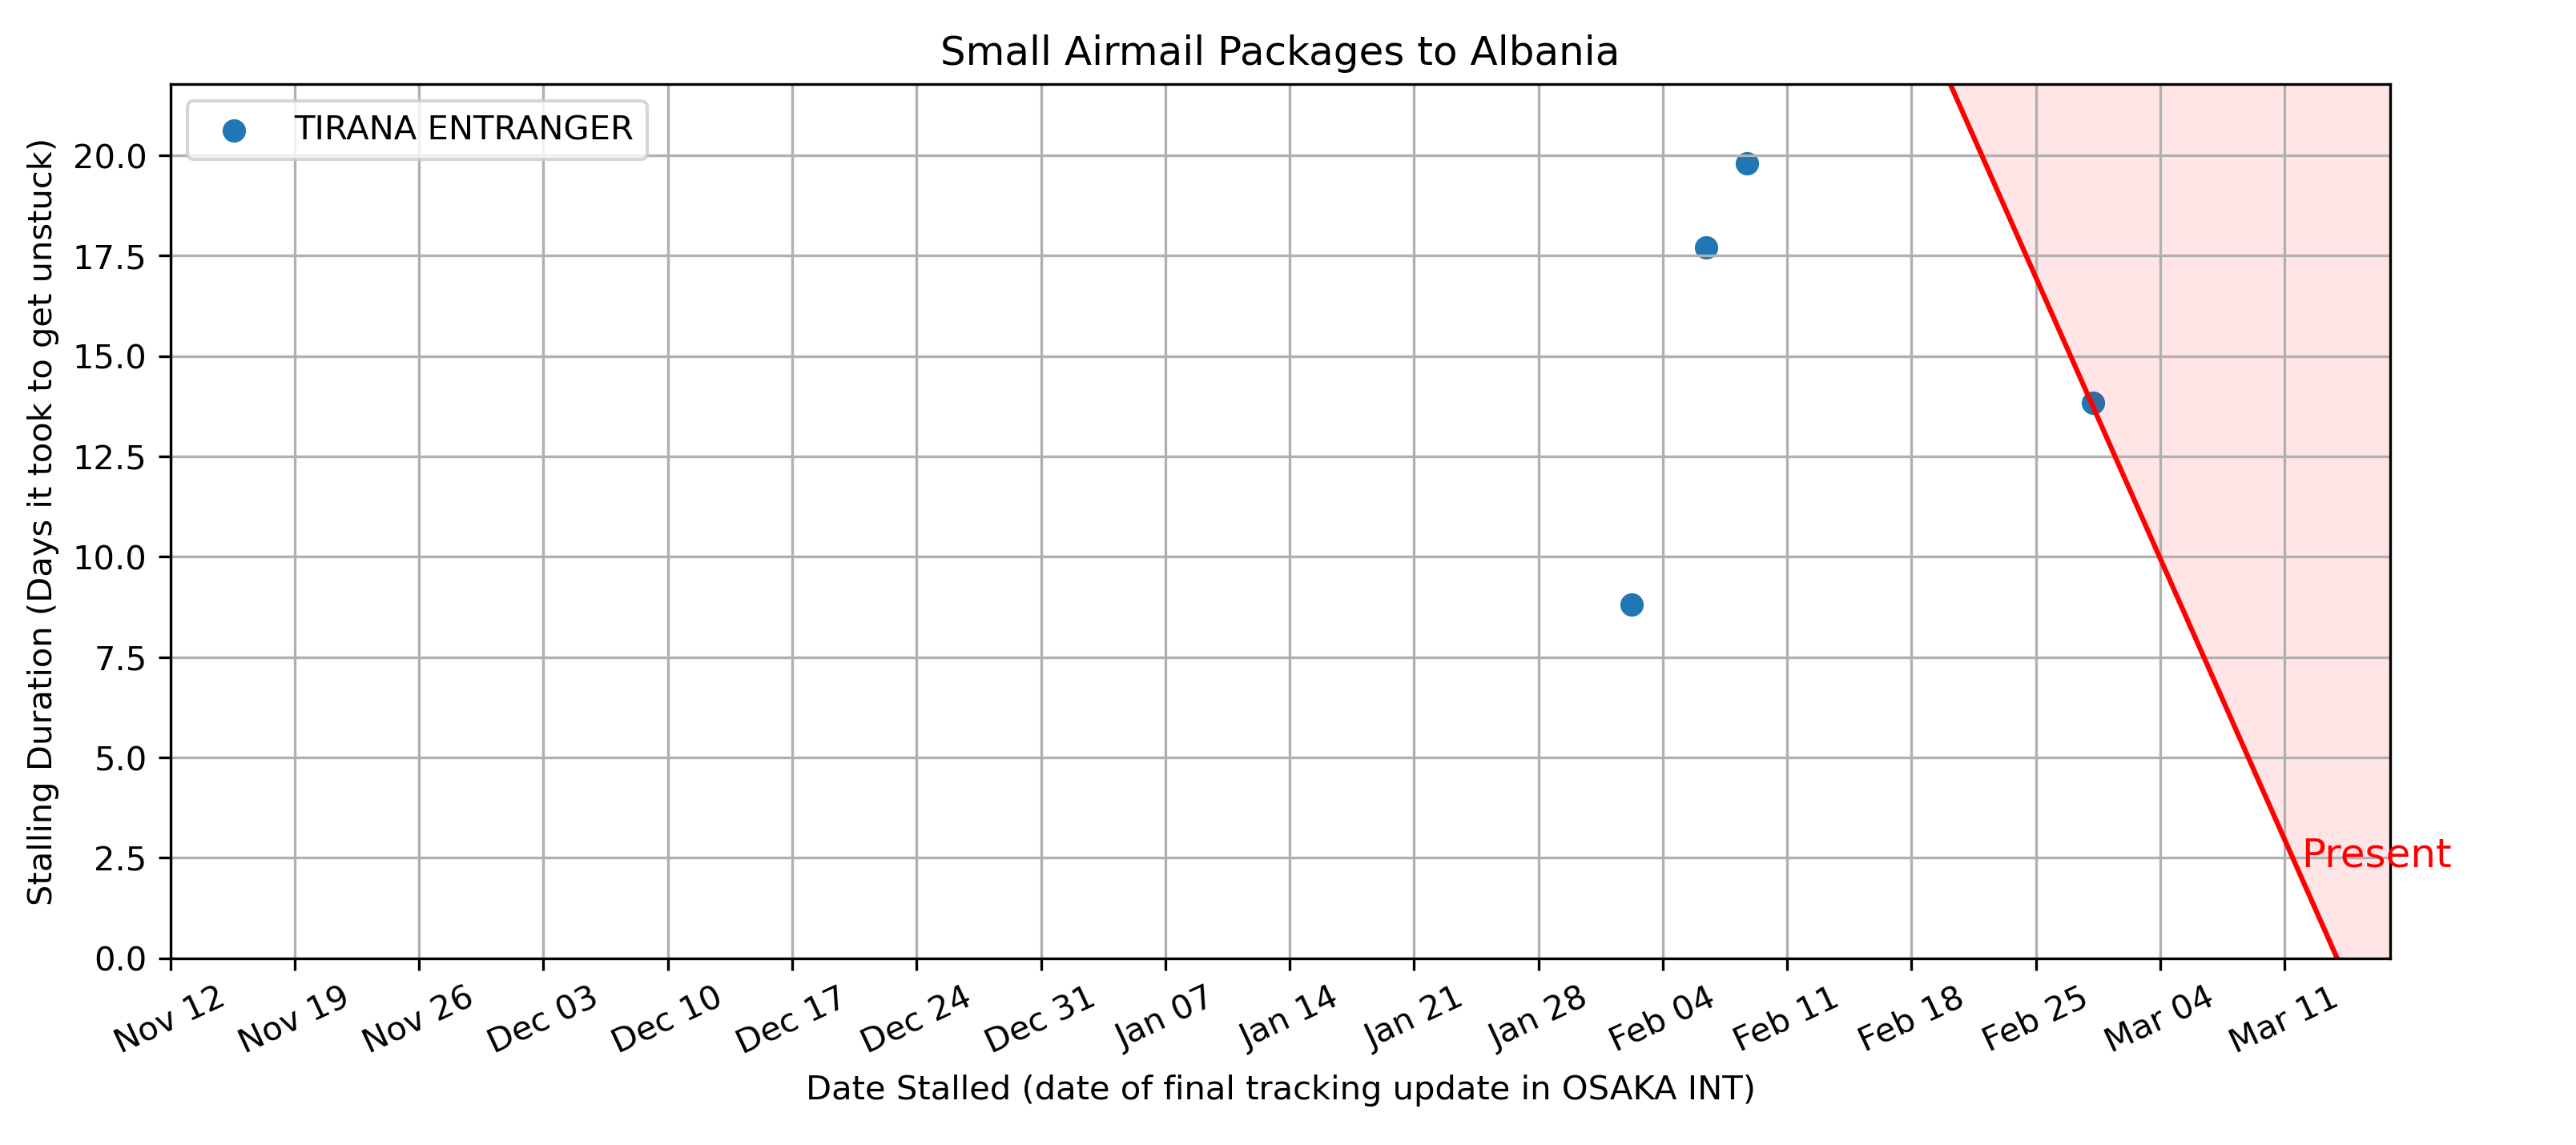 Small Airmail Packages to Albania
TIRANA ENTRANGER
Stalling Duration (Days it took to get unstuck)
20.0
17.5
15.0
12.5
10.0
7.5
5.0
2.5
0.0
Present
Nov 12
Nov 19
Nov 26
Dec 03
Dec 10
Dec 17
Dec 24
Dec 31
Jan 07
Jan 14
Jan 21
Jan 28
Feb 04
Feb 11
Feb 18
Feb 25
Mar 04
Mar 11
Date Stalled (date of final tracking update in OSAKA INT)